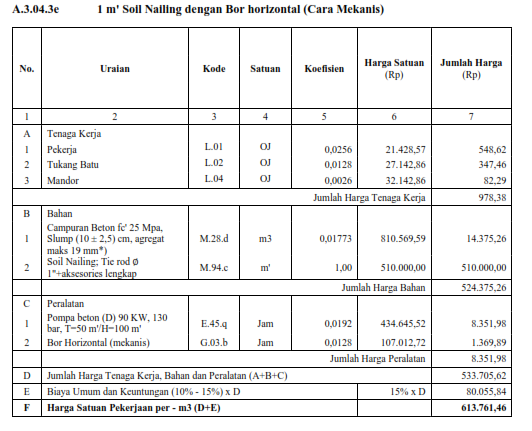 A.3.04.3e 1 m' Soil Nailing dengan Bor horizontal (Cara Mekanis)
No. Uraian Kode Satuan Koefisien Harga Satuan (Rp) Jumlah Harga (Rp)
1 2 3 4 5 6 7
A Tenaga Kerja
1 Pekerja L.01 OJ 0,0256 21.428,57 548,62
2 Tukang Batu L.02 OJ 0,0128 27.142,86 347,46
3 Mandor L.04 OJ 0,0026 32.142,86 82,29
Jumlah Harga Tenaga Kerja 978,38
B Bahan
Campuran Beton fc' 25 Mpa,
1 Slump (10 ± 2,5) cm, agregat M.28.d m3 0,01773 810.569,59 14.375,26
maks 19 mm*)
2 Soil Nailing; Tie rod Ø M.94.c m' 1,00 510.000,00 510.000,00
1"+aksesories lengkap
Jumlah Harga Bahan 524.375,26
C Peralatan
1 Pompa beton (D) 90 KW, 130 E.45.q Jam 0,0192 434.645,52 8.351,98
bar, T=50 m'/H=100 m'
2 Bor Horizontal (mekanis) G.03.b Jam 0,0128 107.012,72 1.369,89
Jumlah Harga Peralatan 8.351,98
D Jumlah Harga Tenaga Kerja, Bahan dan Peralatan (A+B+C) 533.705,62
E Biaya Umum dan Keuntungan (10% - 15%) x D 15% x D 80.055,84
F Harga Satuan Pekerjaan per - m3 (D+E) 613.761,46